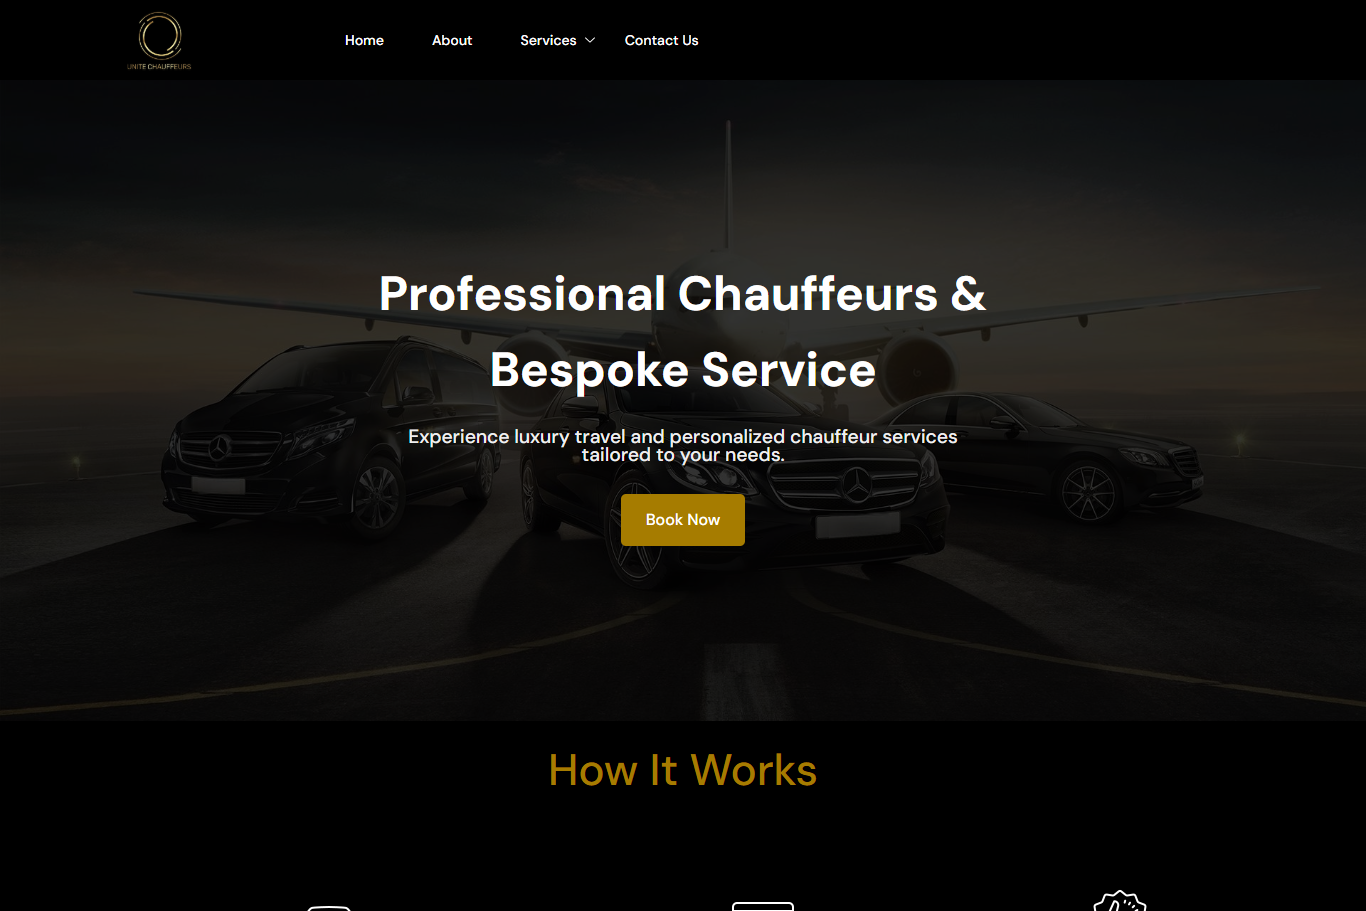 UNITE CHAUFFEURS
Home
About
Services
Contact Us
Professional Chauffeurs &
Bespoke Service
Experience luxury travel and personalized chauffeur services
tailored to your needs.
Book Now
How It Works